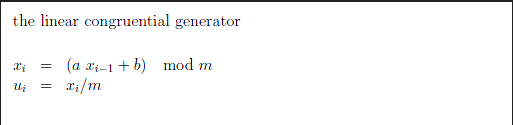 the linear congruential generator
xᵢ = (a xᵢ₋₁ + b) mod m
uᵢ = xᵢ/m